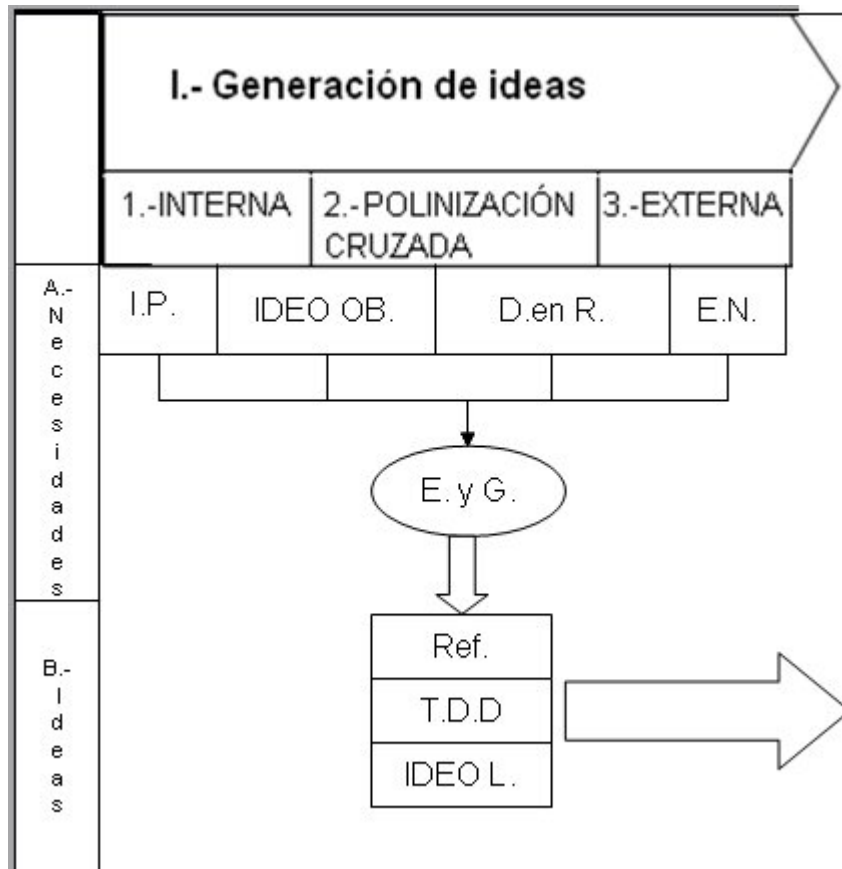 I.- Generación de ideas
1.-INTERNA
2.-POLINIZACIÓN
CRUZADA
3.-EXTERNA
A.-
N
e
c
e
s
i
d
a
d
e
s
I.P.
IDEO OB.
D.en R.
E.N.
E. y G.
B.-
I
d
e
a
s
Ref.
T.D.D
IDEO L.